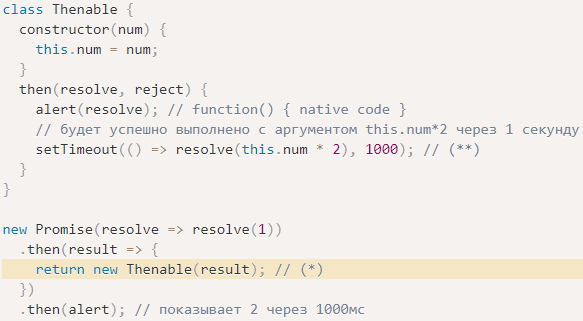 class Thenable {
  constructor(num) {
    this.num = num;
  }
  then(resolve, reject) {
    alert(resolve); // function() { native code }
    // будет успешно выполнено с аргументом this.num*2 через 1 секунду
    setTimeout(() => resolve(this.num * 2), 1000); // (**)
  }
}

new Promise(resolve => resolve(1))
  .then(result => {
    return new Thenable(result); // (*)
  })
  .then(alert); // показывает 2 через 1000мс